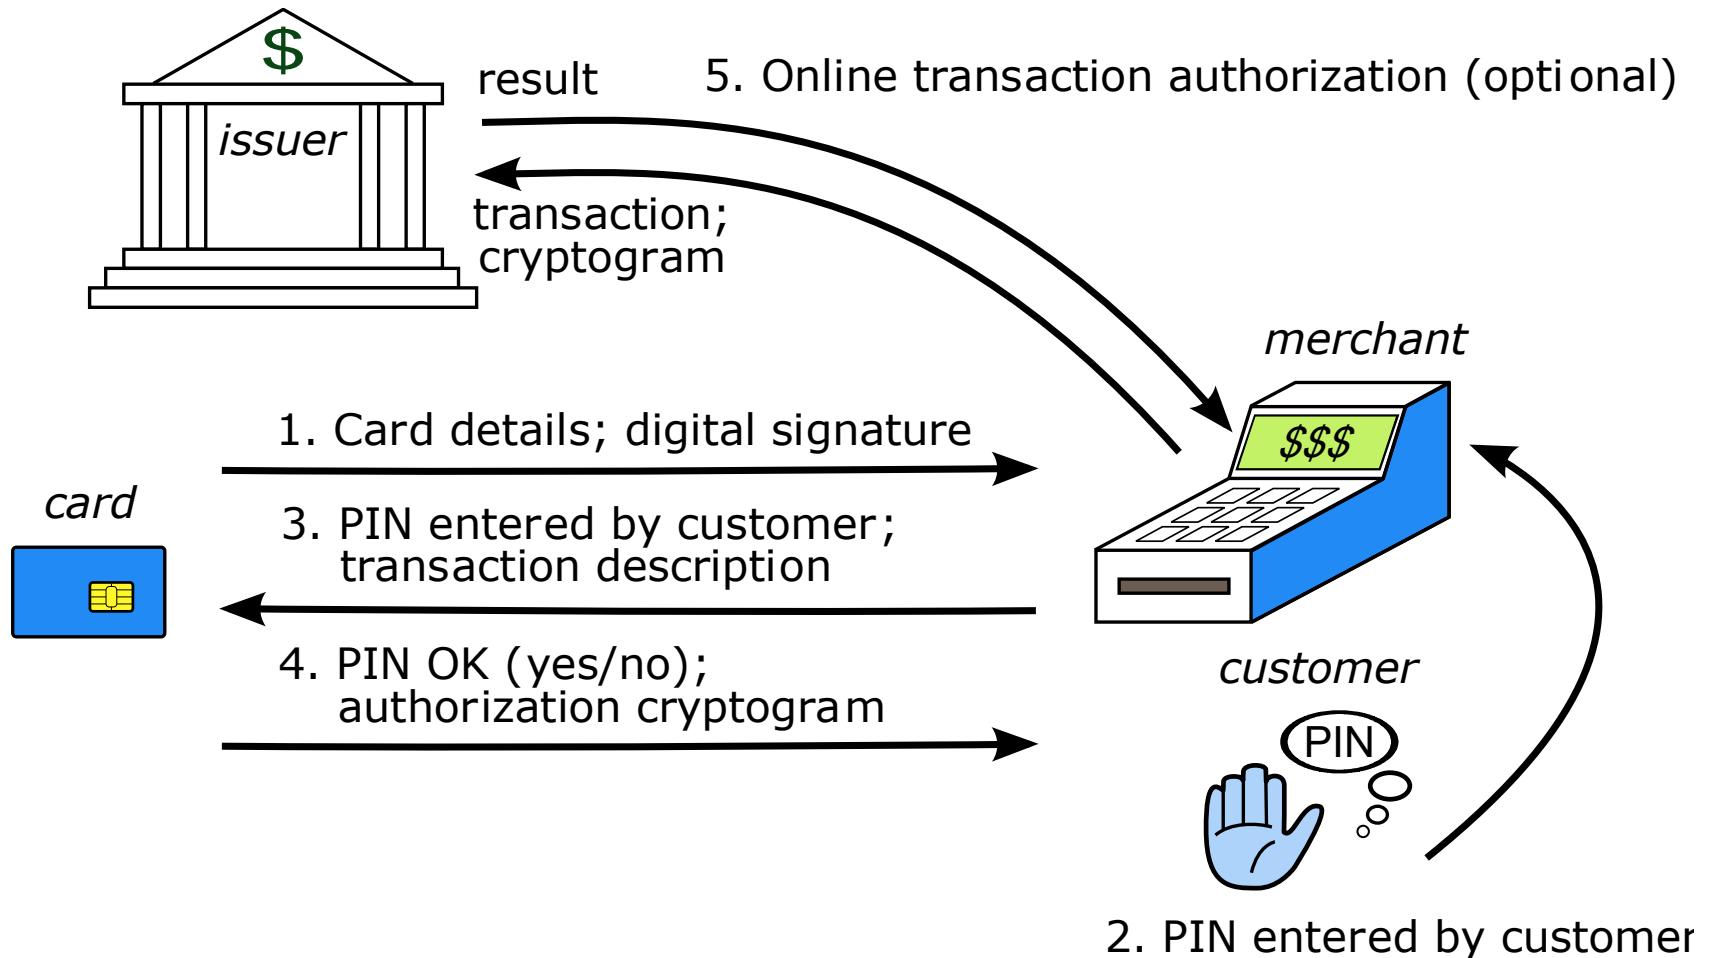 $
issuer
result
5. Online transaction authorization (optional)
transaction;
cryptogram
merchant
$$$
1. Card details; digital signature
card
3. PIN entered by customer;
transaction description
4. PIN OK (yes/no);
authorization cryptogram
customer
PIN
2. PIN entered by customer